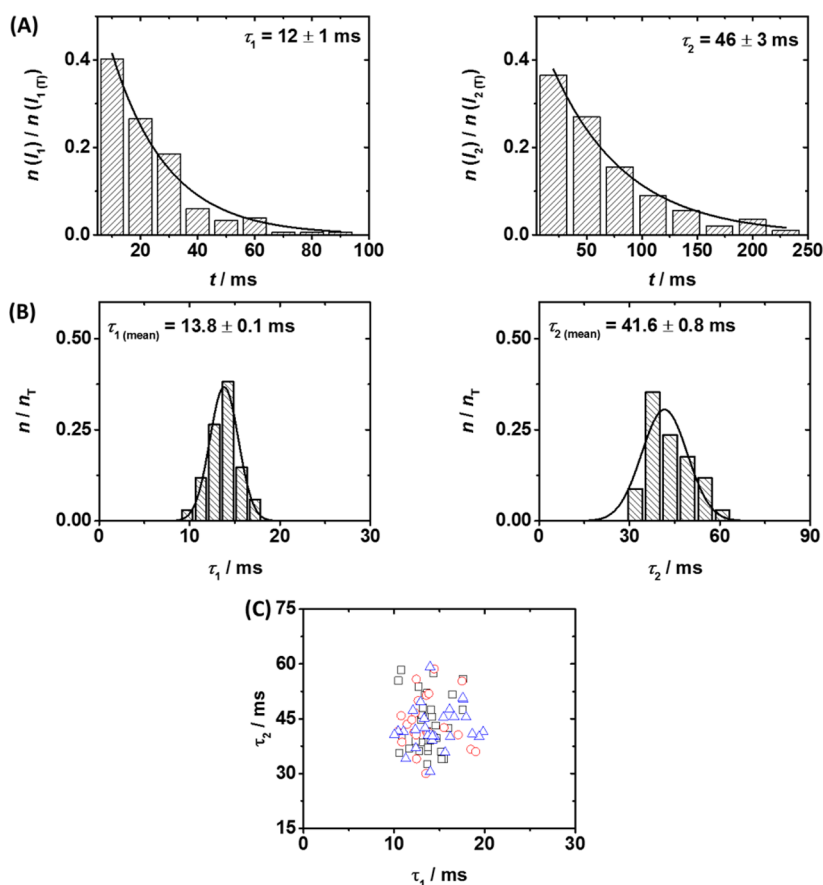 (A)
τ1 = 12 ± 1 ms
n (I1) / n (I1(T))
0.4
0.2
0.0
20 40 60 80 100
t / ms
τ2 = 46 ± 3 ms
n (I2) / n (I2(T))
0.4
0.2
0.0
50 100 150 200 250
t / ms
(B)
τ1 (mean) = 13.8 ± 0.1 ms
n / nT
0.50
0.25
0.00
0 10 20 30
τ1 / ms
τ2 (mean) = 41.6 ± 0.8 ms
n / nT
0.50
0.25
0.00
0 30 60 90
τ2 / ms
(C)
τ2 / ms
75
60
45
30
15
0 10 20 30
τ1 / ms